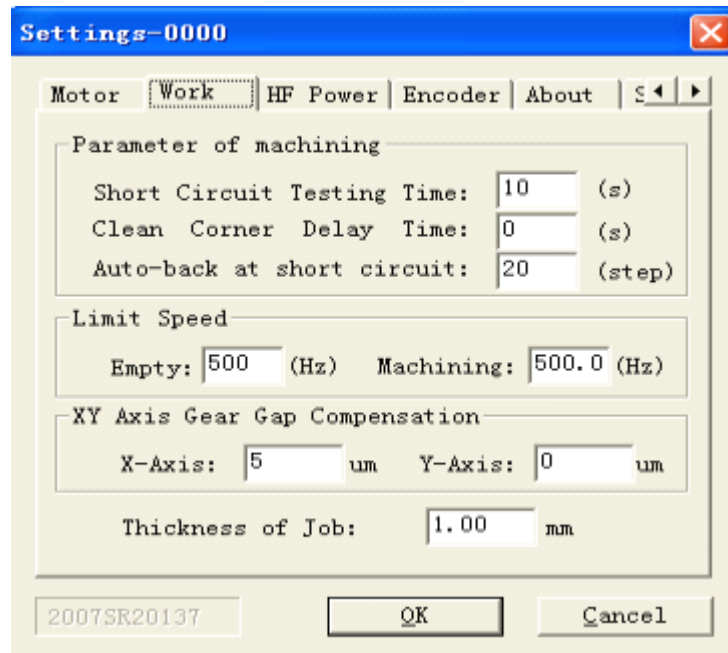 Settings-0000
Motor Work HF Power Encoder About
Parameter of machining
Short Circuit Testing Time: 10 (s)
Clean Corner Delay Time: 0 (s)
Auto-back at short circuit: 20 (step)
Limit Speed
Empty: 500 (Hz) Machining: 500.0 (Hz)
XY Axis Gear Gap Compensation
X-Axis: 5 um Y-Axis: 0 um
Thickness of Job: 1.00 mm
2007SR20137 OK Cancel